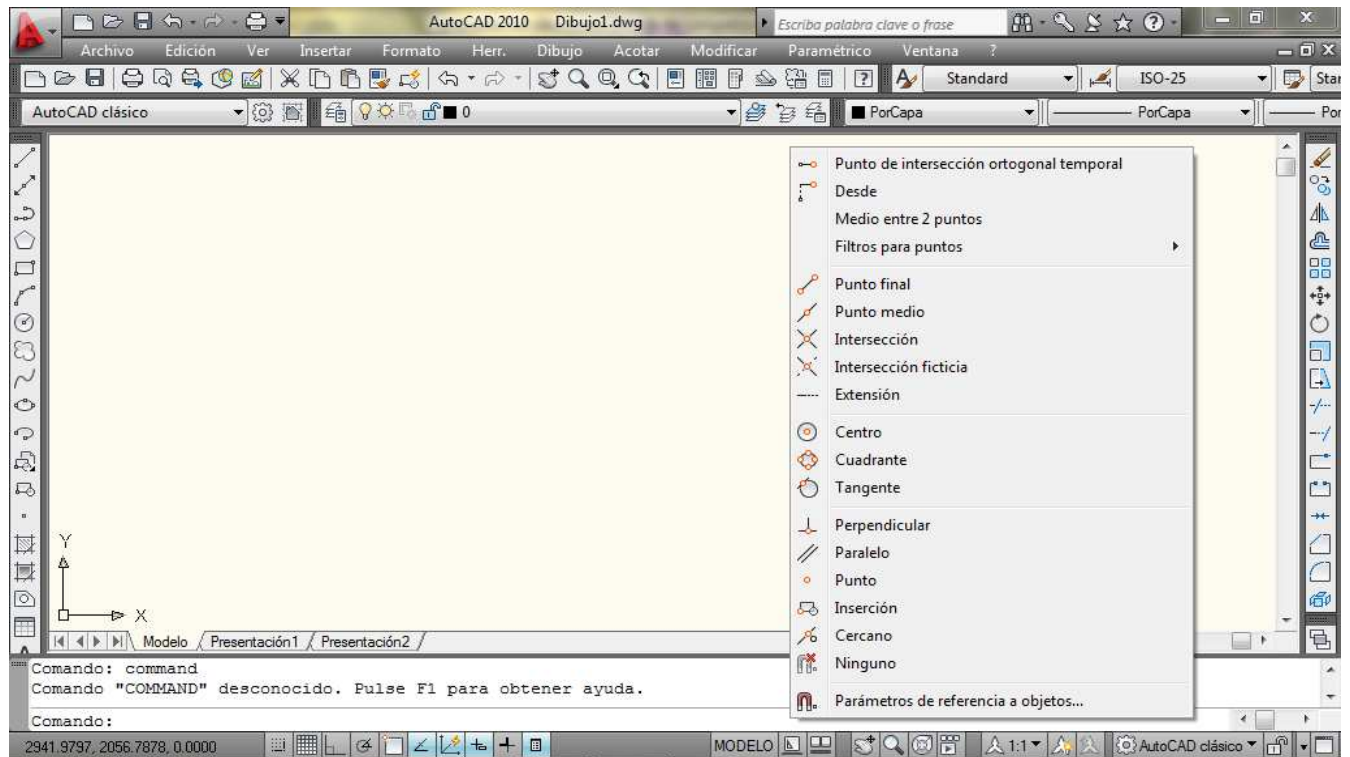 AutoCAD 2010 Dibujo1.dwg Escriba palabra clave o frase
Archivo Edición Ver Insertar Formato Herr. Dibujo Acotar Modificar Paramétrico Ventana ?
Standard ISO-25 Star
AutoCAD clásico 0 PorCapa PorCapa Por
Punto de intersección ortogonal temporal
Desde
Medio entre 2 puntos
Filtros para puntos
Punto final
Punto medio
Intersección
Intersección ficticia
Extensión
Centro
Cuadrante
Tangente
Perpendicular
Paralelo
Punto
Inserción
Cercano
Ninguno
Parámetros de referencia a objetos...
Y
X
Modelo Presentación1 Presentación2
Comando: command
Comando "COMMAND" desconocido. Pulse F1 para obtener ayuda.
Comando:
2941.9797, 2056.7878, 0.0000 MODELO 1:1 AutoCAD clásico